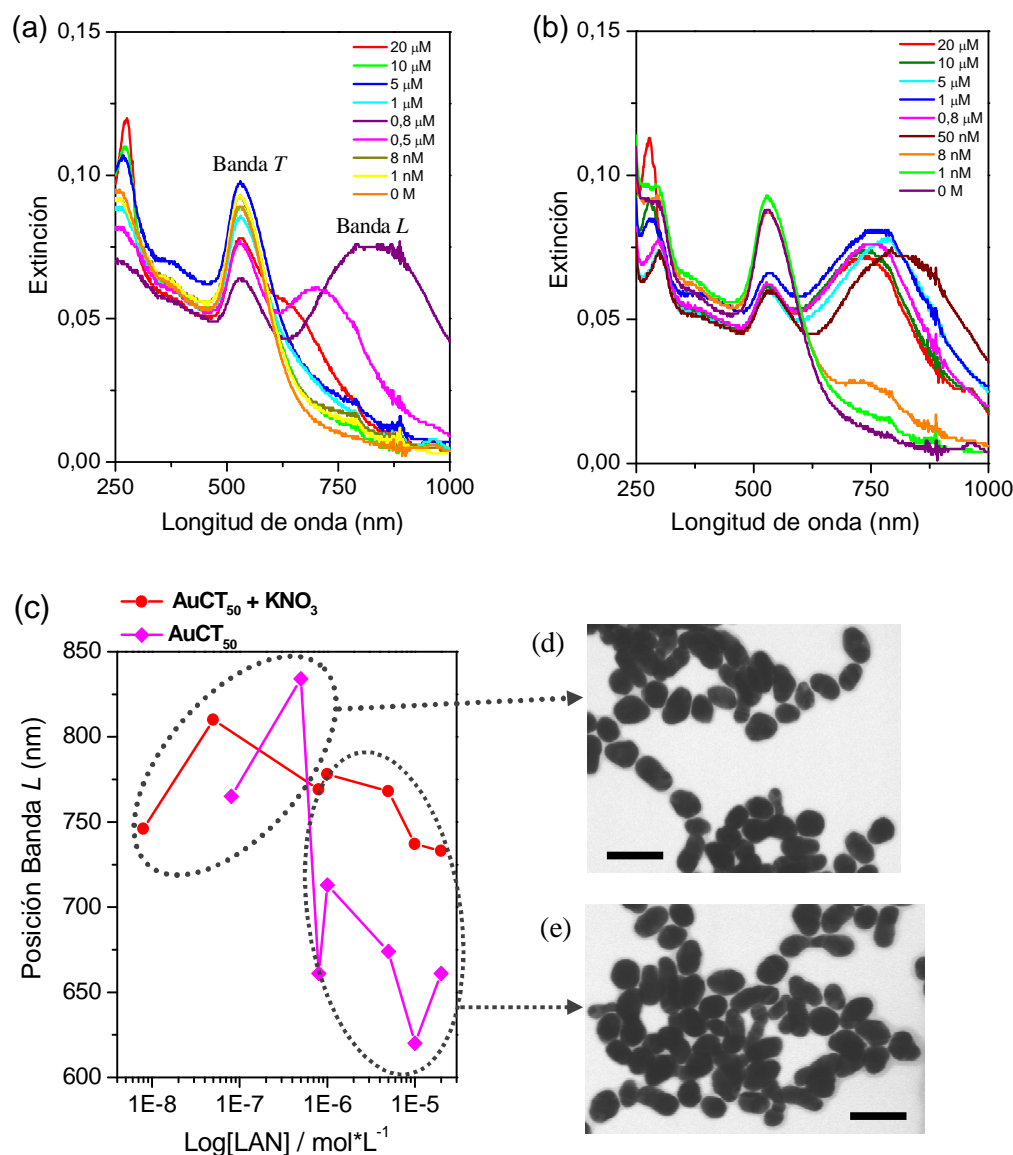 (a)
0,15
0,10
0,05
0,00
Extinción
250
500
750
1000
Longitud de onda (nm)
Banda T
Banda L
20 μM
10 μM
5 μM
1 μM
0,8 μM
0,5 μM
8 nM
1 nM
0 M
(b)
0,15
0,10
0,05
0,00
Extinción
250
500
750
1000
Longitud de onda (nm)
20 μM
10 μM
5 μM
1 μM
0,8 μM
50 nM
8 nM
1 nM
0 M
(c)
AuCT50 + KNO3
AuCT50
850
800
750
700
650
600
Posición Banda L (nm)
1E-8
1E-7
1E-6
1E-5
Log[LAN] / mol*L-1
(d)
(e)